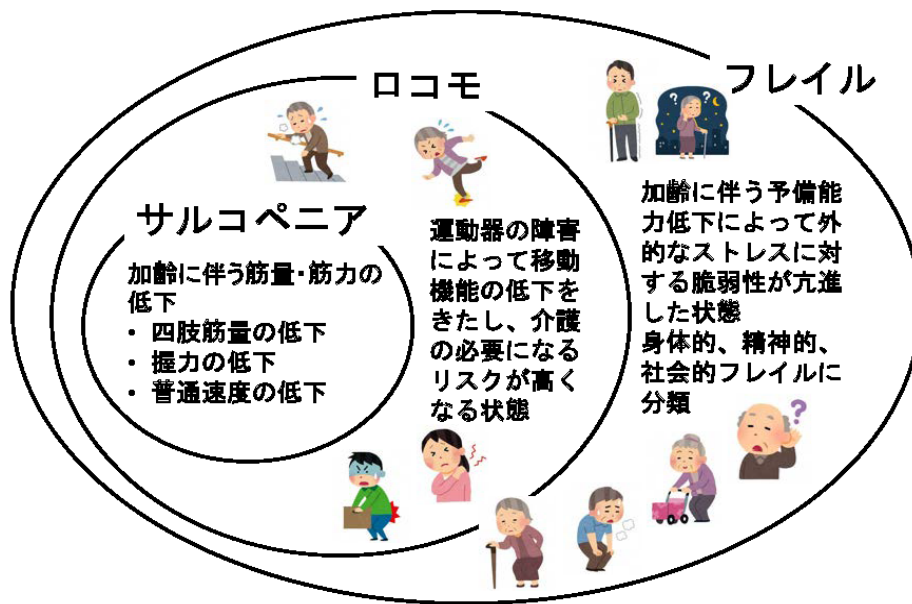 ロコモ
フレイル
サルコペニア
加齢に伴う筋量・筋力の
低下
• 四肢筋量の低下
• 握力の低下
• 普通速度の低下
運動器の障害
によって移動
機能の低下を
きたし、介護
の必要になる
リスクが高く
なる状態
加齢に伴う予備能
力低下によって外
的なストレスに対
する脆弱性が亢進
した状態
身体的、精神的、
社会的フレイルに
分類
? ?
?